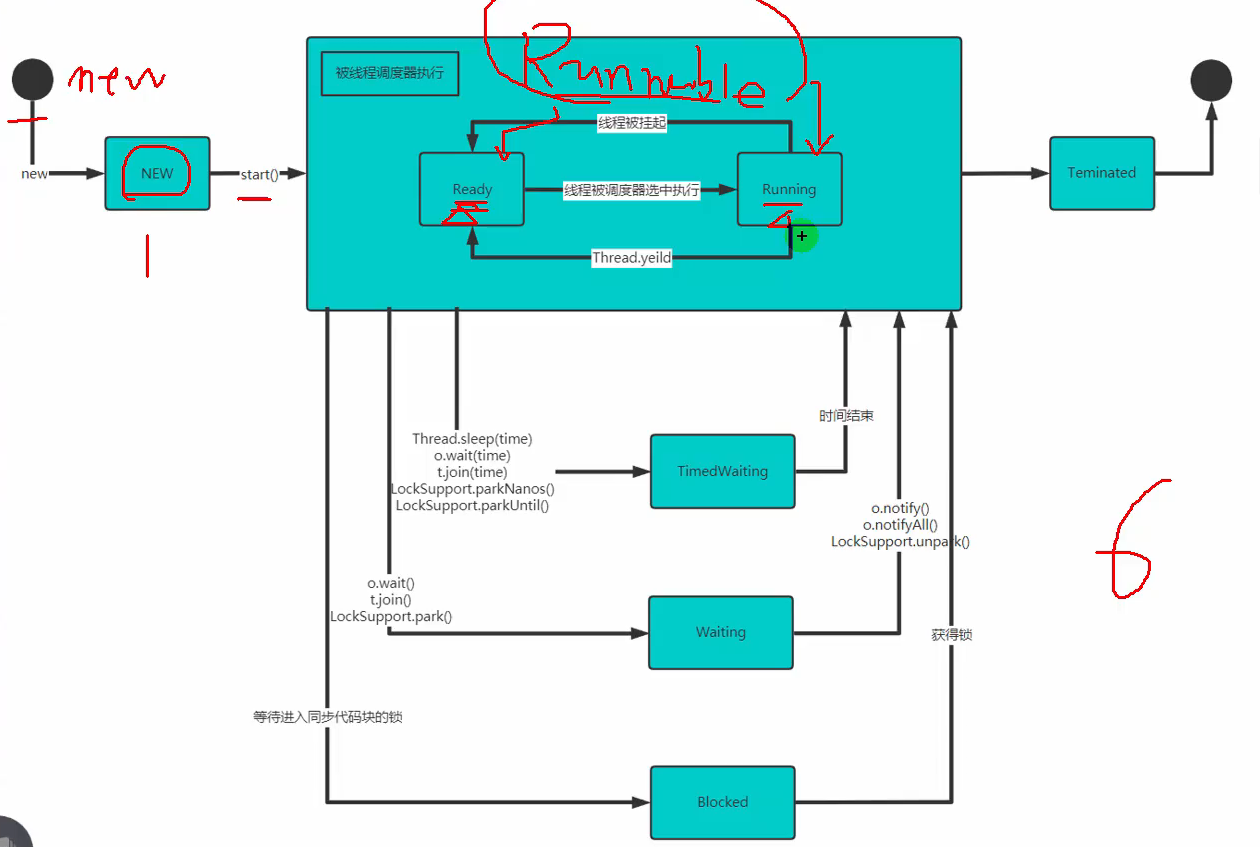 new
Runnable
被线程调度器执行
线程被挂起
new
NEW
start()
Ready
线程被调度器选中执行
Running
Teminated
Thread.yeild
1
Thread.sleep(time)
o.wait(time)
t.join(time)
LockSupport.parkNanos()
LockSupport.parkUntil()
TimedWaiting
时间结束
o.notify()
o.notifyAll()
LockSupport.unpark()
6
o.wait()
t.join()
LockSupport.park()
Waiting
获得锁
等待进入同步代码块的锁
Blocked